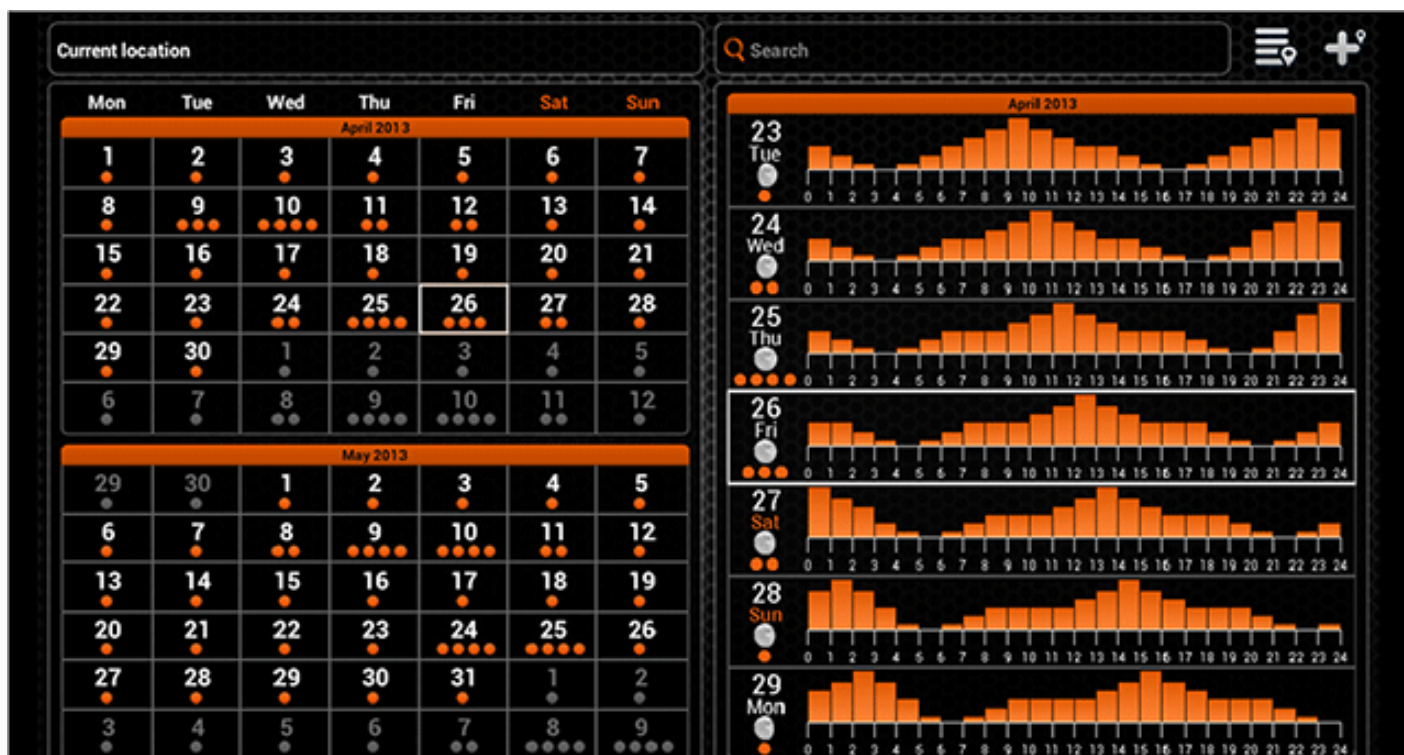 Current location
Search
Mon Tue Wed Thu Fri Sat Sun
April 2013
1 2 3 4 5 6 7
8 9 10 11 12 13 14
15 16 17 18 19 20 21
22 23 24 25 26 27 28
29 30 1 2 3 4 5
6 7 8 9 10 11 12
May 2013
29 30 1 2 3 4 5
6 7 8 9 10 11 12
13 14 15 16 17 18 19
20 21 22 23 24 25 26
27 28 29 30 31 1 2
3 4 5 6 7 8 9
April 2013
23
Tue
0 1 2 3 4 5 6 7 8 9 10 11 12 13 14 15 16 17 18 19 20 21 22 23 24
24
Wed
0 1 2 3 4 5 6 7 8 9 10 11 12 13 14 15 16 17 18 19 20 21 22 23 24
25
Thu
0 1 2 3 4 5 6 7 8 9 10 11 12 13 14 15 16 17 18 19 20 21 22 23 24
26
Fri
0 1 2 3 4 5 6 7 8 9 10 11 12 13 14 15 16 17 18 19 20 21 22 23 24
27
Sat
0 1 2 3 4 5 6 7 8 9 10 11 12 13 14 15 16 17 18 19 20 21 22 23 24
28
Sun
0 1 2 3 4 5 6 7 8 9 10 11 12 13 14 15 16 17 18 19 20 21 22 23 24
29
Mon
0 1 2 3 4 5 6 7 8 9 10 11 12 13 14 15 16 17 18 19 20 21 22 23 24